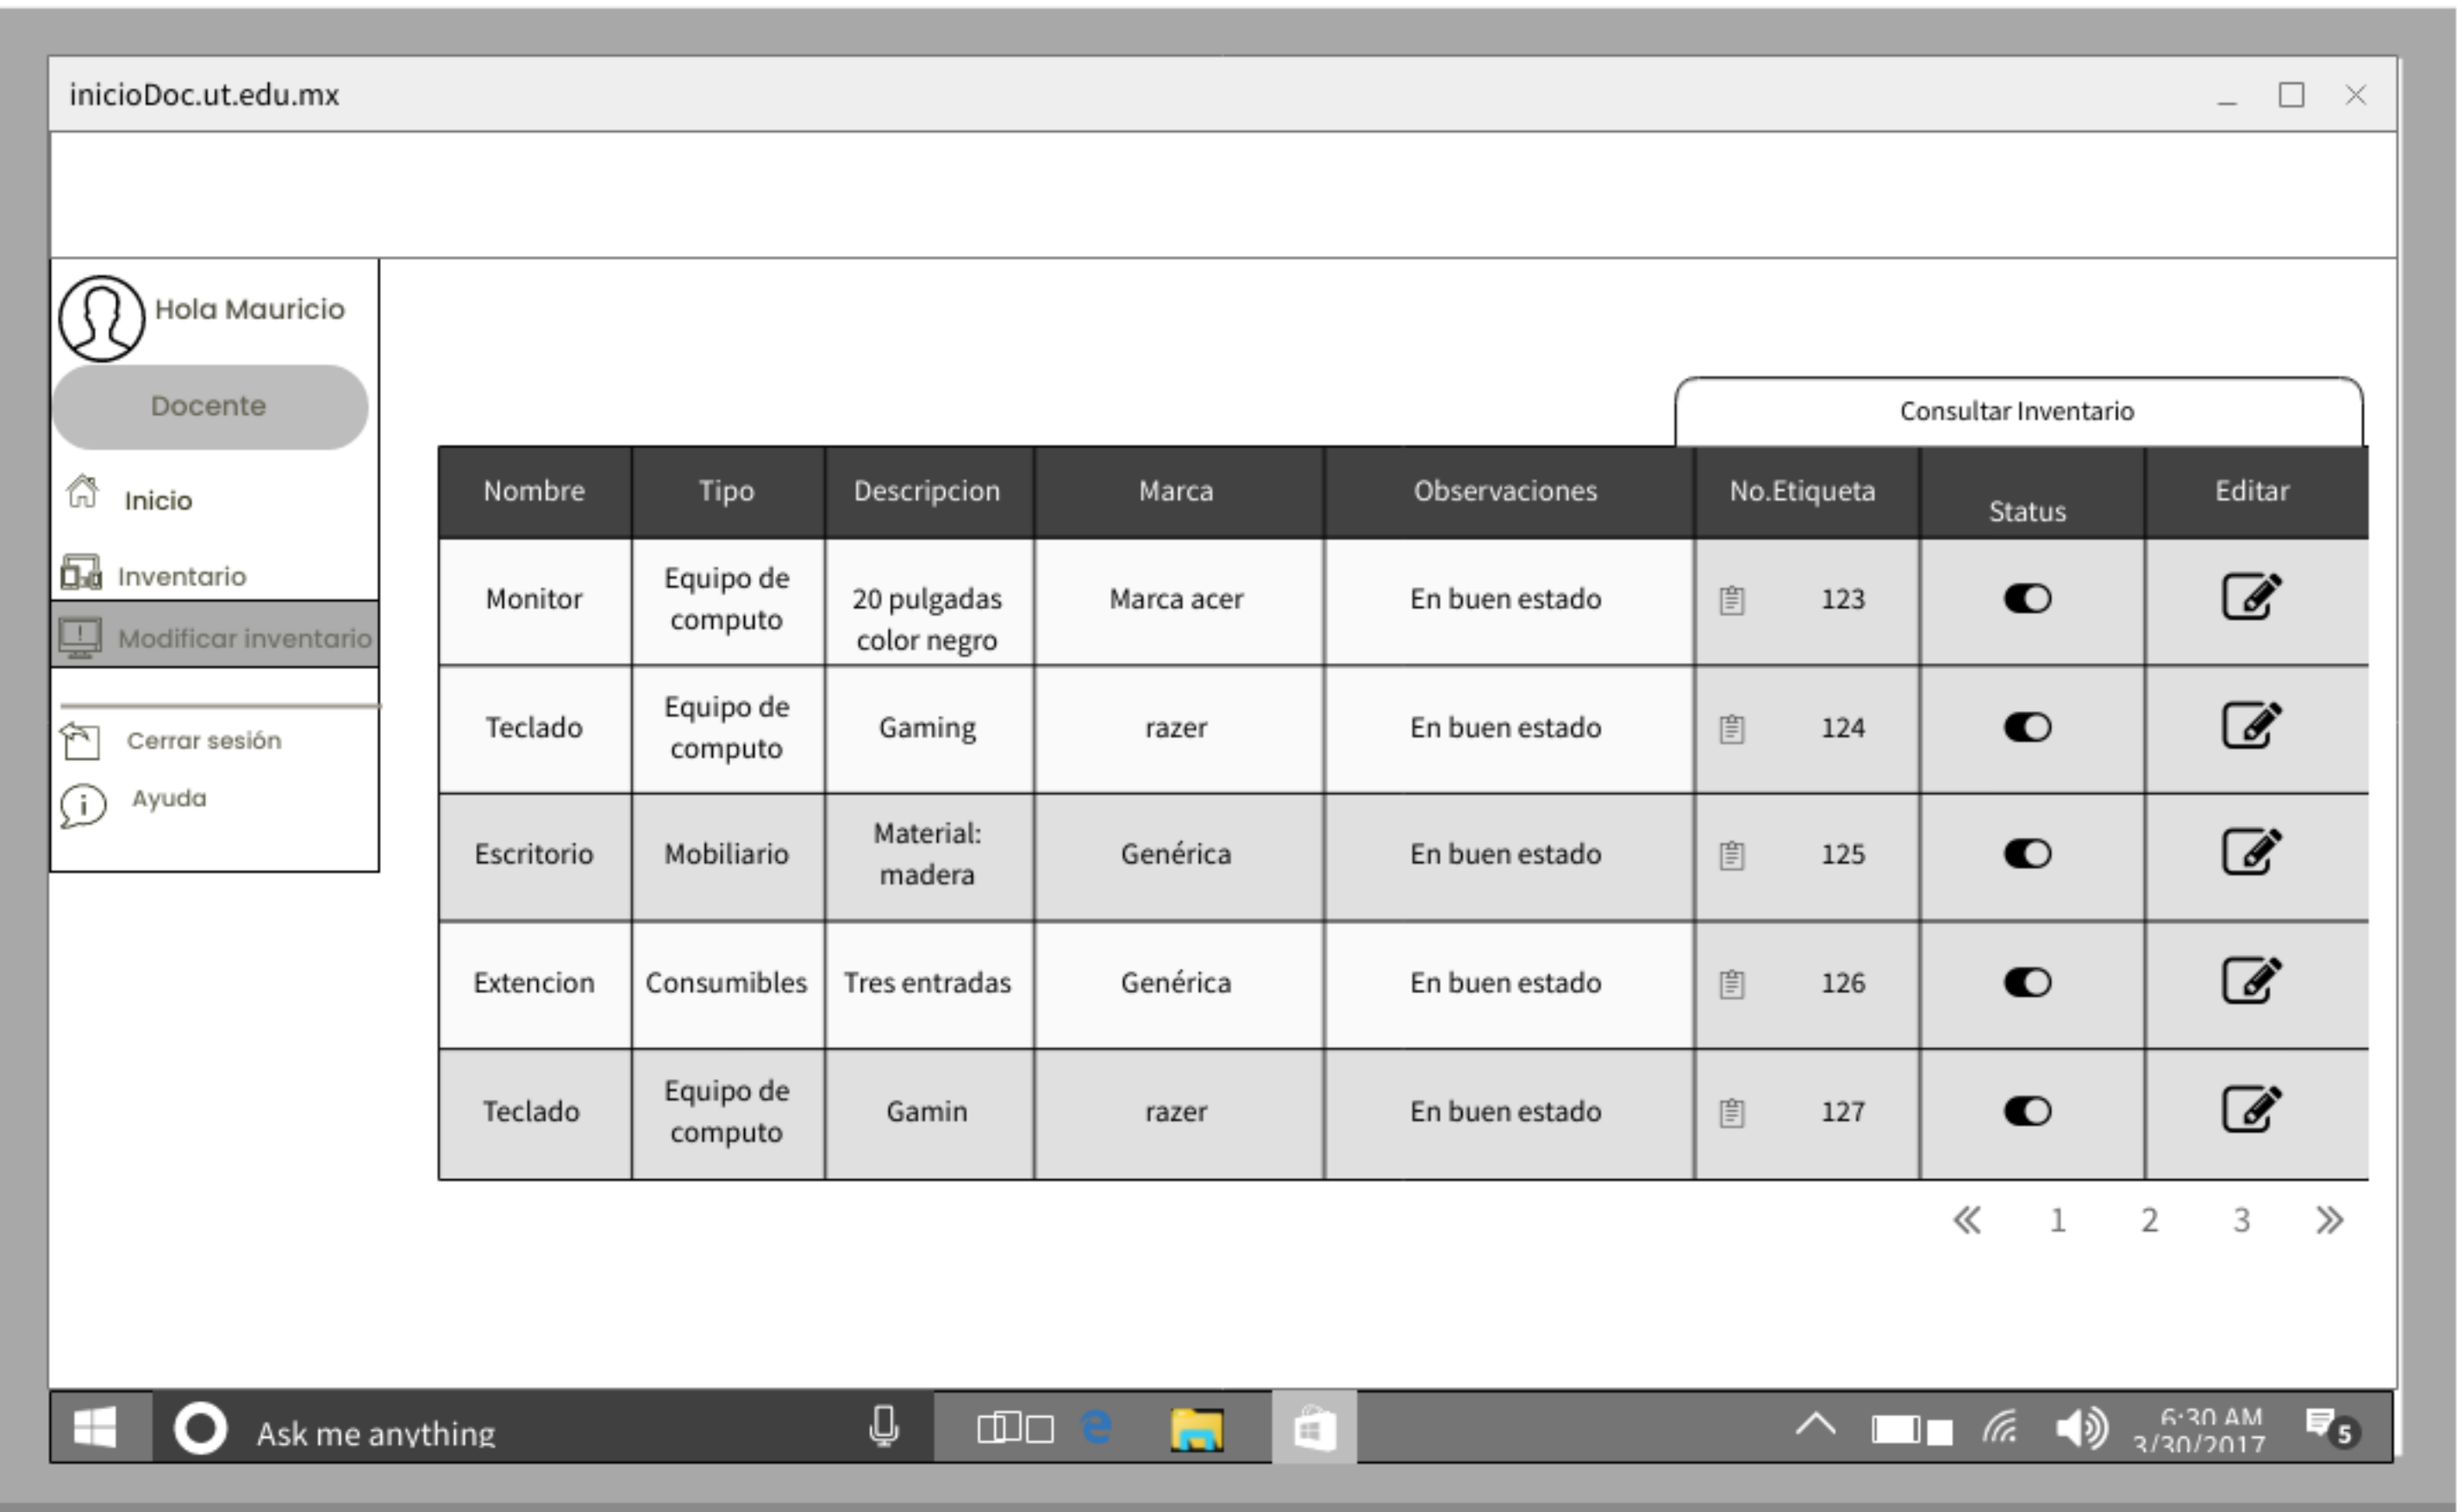 inicioDoc.ut.edu.mx
Hola Mauricio
Docente
Inicio
Inventario
Modificar inventario
Cerrar sesión
Ayuda
Consultar Inventario
Nombre Tipo Descripcion Marca Observaciones No.Etiqueta Status Editar
Monitor Equipo de computo 20 pulgadas color negro Marca acer En buen estado 123
Teclado Equipo de computo Gaming razer En buen estado 124
Escritorio Mobiliario Material: madera Genérica En buen estado 125
Extencion Consumibles Tres entradas Genérica En buen estado 126
Teclado Equipo de computo Gamin razer En buen estado 127
« 1 2 3 »
Ask me anything
6:30 AM
3/30/2017
5